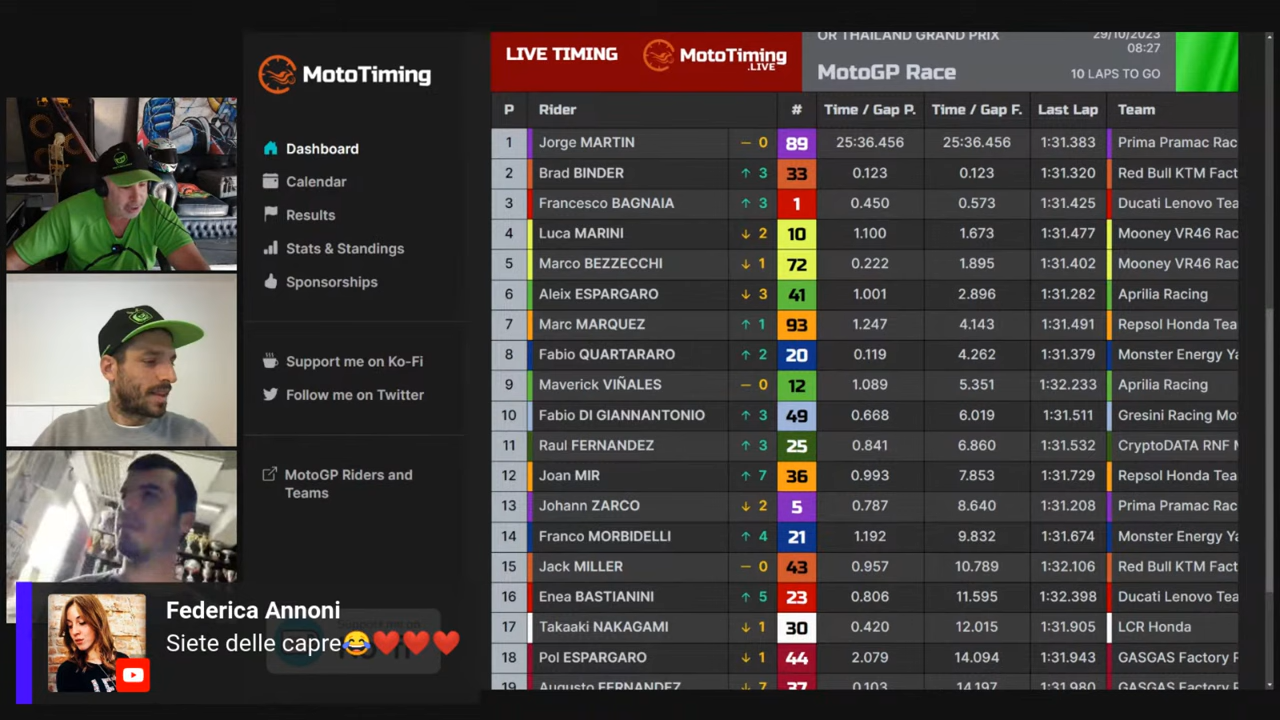 MotoTiming
Dashboard
Calendar
Results
Stats & Standings
Sponsorships
Support me on Ko-Fi
Follow me on Twitter
MotoGP Riders and
Teams
LIVE TIMING MotoTiming
.LIVE
OR THAILAND GRAND PRIX 29/10/2023
08:27
MotoGP Race 10 LAPS TO GO
P Rider # Time / Gap P. Time / Gap F. Last Lap Team
1 Jorge MARTIN — 0 89 25:36.456 25:36.456 1:31.383 Prima Pramac Rac
2 Brad BINDER ↑ 3 33 0.123 0.123 1:31.320 Red Bull KTM Fact
3 Francesco BAGNAIA ↑ 3 1 0.450 0.573 1:31.425 Ducati Lenovo Tea
4 Luca MARINI ↓ 2 10 1.100 1.673 1:31.477 Mooney VR46 Rac
5 Marco BEZZECCHI ↓ 1 72 0.222 1.895 1:31.402 Mooney VR46 Rac
6 Aleix ESPARGARO ↓ 3 41 1.001 2.896 1:31.282 Aprilia Racing
7 Marc MARQUEZ ↑ 1 93 1.247 4.143 1:31.491 Repsol Honda Tea
8 Fabio QUARTARARO ↑ 2 20 0.119 4.262 1:31.379 Monster Energy Ya
9 Maverick VIÑALES — 0 12 1.089 5.351 1:32.233 Aprilia Racing
10 Fabio DI GIANNANTONIO ↑ 3 49 0.668 6.019 1:31.511 Gresini Racing Mo
11 Raul FERNANDEZ ↑ 3 25 0.841 6.860 1:31.532 CryptoDATA RNF M
12 Joan MIR ↑ 7 36 0.993 7.853 1:31.729 Repsol Honda Tea
13 Johann ZARCO ↓ 2 5 0.787 8.640 1:31.208 Prima Pramac Rac
14 Franco MORBIDELLI ↑ 4 21 1.192 9.832 1:31.674 Monster Energy Ya
15 Jack MILLER — 0 43 0.957 10.789 1:32.106 Red Bull KTM Fact
16 Enea BASTIANINI ↑ 5 23 0.806 11.595 1:32.398 Ducati Lenovo Tea
17 Takaaki NAKAGAMI ↓ 1 30 0.420 12.015 1:31.905 LCR Honda
18 Pol ESPARGARO ↓ 1 44 2.079 14.094 1:31.943 GASGAS Factory R
19 Augusto FERNANDEZ ↓ 7 37 0.103 14.197 1:31.980 GASGAS Factory R
Federica Annoni
Siete delle capre😂❤️❤️❤️